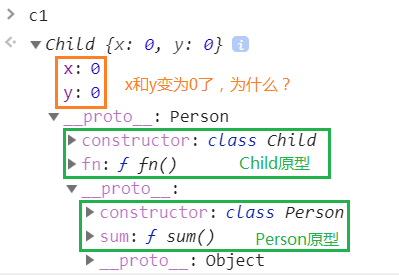 > c1
Child {x: 0, y: 0} i
x: 0
y: 0 x和y变为0了，为什么？
__proto__: Person
constructor: class Child
fn: ƒ fn() Child原型
__proto__:
constructor: class Person
sum: ƒ sum() Person原型
__proto__: Object